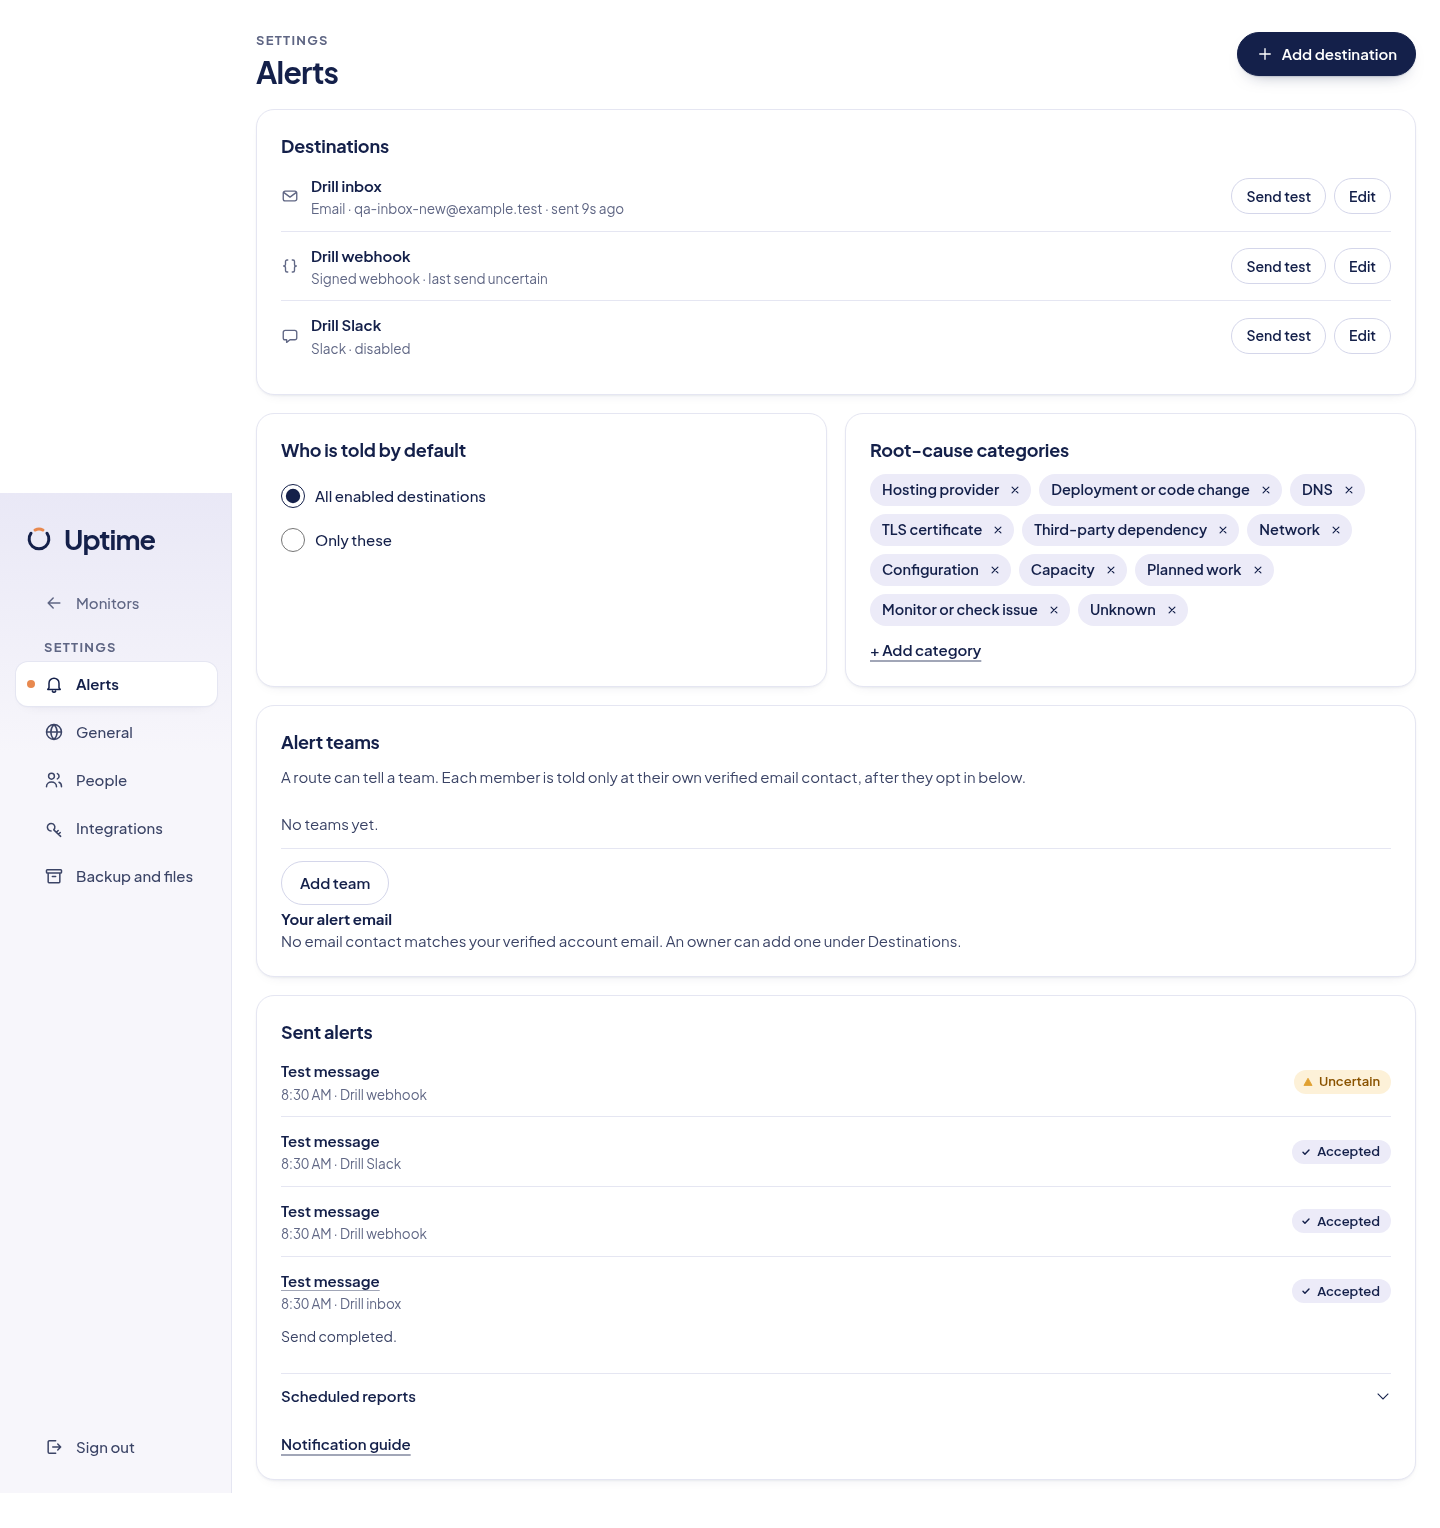 SETTINGS
Alerts
+ Add destination
Destinations
Drill inbox
Email · qa-inbox-new@example.test · sent 9s ago
Send test
Edit
Drill webhook
Signed webhook · last send uncertain
Send test
Edit
Drill Slack
Slack · disabled
Send test
Edit
Who is told by default
All enabled destinations
Only these
Root-cause categories
Hosting provider ×
Deployment or code change ×
DNS ×
TLS certificate ×
Third-party dependency ×
Network ×
Configuration ×
Capacity ×
Planned work ×
Monitor or check issue ×
Unknown ×
+ Add category
Uptime
Monitors
SETTINGS
Alerts
General
People
Integrations
Backup and files
Sign out
Alert teams
A route can tell a team. Each member is told only at their own verified email contact, after they opt in below.
No teams yet.
Add team
Your alert email
No email contact matches your verified account email. An owner can add one under Destinations.
Sent alerts
Test message
8:30 AM · Drill webhook
Uncertain
Test message
8:30 AM · Drill Slack
Accepted
Test message
8:30 AM · Drill webhook
Accepted
Test message
8:30 AM · Drill inbox
Accepted
Send completed.
Scheduled reports
Notification guide